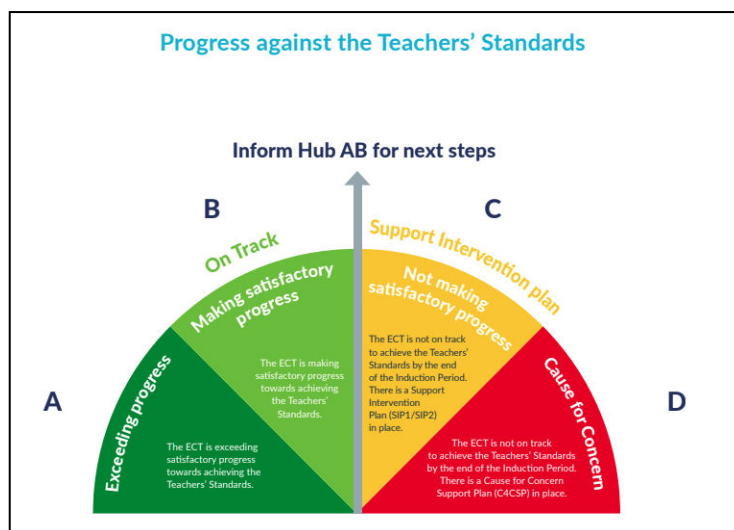 Progress against the Teachers' Standards
Inform Hub AB for next steps
B
C
On Track
Support Intervention plan
Making satisfactory
progress
Not making
satisfactory progress
The ECT is making
satisfactory progress
towards achieving
the Teachers'
Standards.
The ECT is not on track
to achieve the Teachers'
Standards by the end
of the Induction Period.
There is a Support
Intervention
Plan (SIP1/SIP2)
in place.
A
Exceeding progress
The ECT is exceeding
satisfactory progress
towards achieving the
Teachers' Standards.
Cause for Concern
The ECT is not on track
to achieve the Teachers' Standards
by the end of the Induction Period.
There is a Cause for Concern
Support Plan (C4CSP) in place.
D